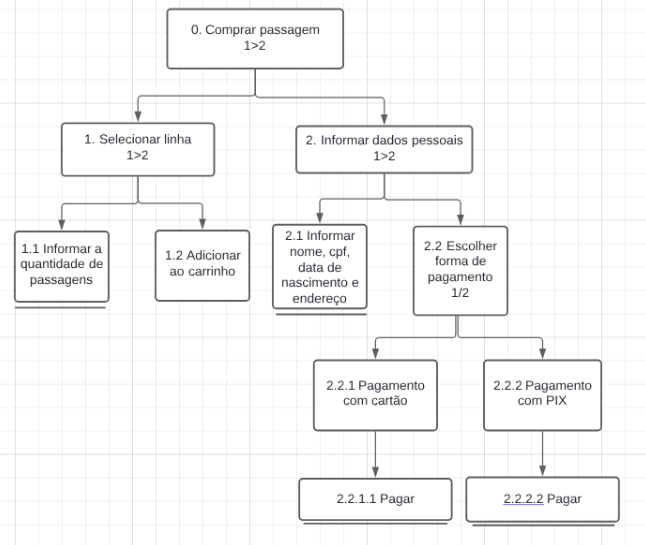 0. Comprar passagem
1>2
1. Selecionar linha
1>2
2. Informar dados pessoais
1>2
1.1 Informar a
quantidade de
passagens
1.2 Adicionar
ao carrinho
2.1 Informar
nome, cpf,
data de
nascimento e
endereço
2.2 Escolher
forma de
pagamento
1/2
2.2.1 Pagamento
com cartão
2.2.2 Pagamento
com PIX
2.2.1.1 Pagar
2.2.2.2 Pagar